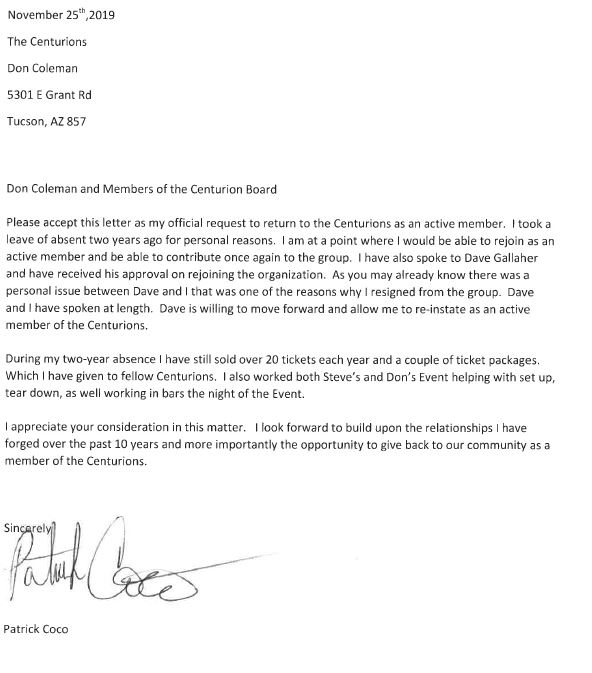 November 25th,2019
The Centurions
Don Coleman
5301 E Grant Rd
Tucson, AZ 857
Don Coleman and Members of the Centurion Board
Please accept this letter as my official request to return to the Centurions as an active member. I took a
leave of absent two years ago for personal reasons. I am at a point where I would be able to rejoin as an
active member and be able to contribute once again to the group. I have also spoke to Dave Gallaher
and have received his approval on rejoining the organization. As you may already know there was a
personal issue between Dave and I that was one of the reasons why I resigned from the group. Dave
and I have spoken at length. Dave is willing to move forward and allow me to re-instate as an active
member of the Centurions.
During my two-year absence I have still sold over 20 tickets each year and a couple of ticket packages.
Which I have given to fellow Centurions. I also worked both Steve's and Don's Event helping with set up,
tear down, as well working in bars the night of the Event.
I appreciate your consideration in this matter. I look forward to build upon the relationships I have
forged over the past 10 years and more importantly the opportunity to give back to our community as a
member of the Centurions.
Sincerely
Patrick Coco
Patrick Coco